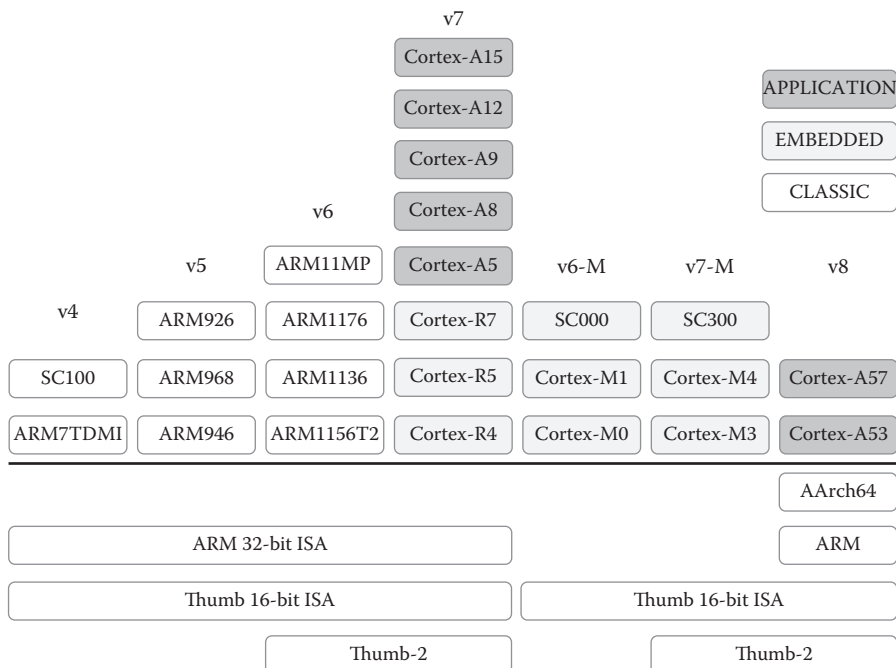 v7
Cortex-A15
APPLICATION
Cortex-A12
EMBEDDED
Cortex-A9
CLASSIC
v6
Cortex-A8
v5
ARM11MP
Cortex-A5
v6-M
v7-M
v8
v4
ARM926
ARM1176
Cortex-R7
SC000
SC300
SC100
ARM968
ARM1136
Cortex-R5
Cortex-M1
Cortex-M4
Cortex-A57
ARM7TDMI
ARM946
ARM1156T2
Cortex-R4
Cortex-M0
Cortex-M3
Cortex-A53
AArch64
ARM 32-bit ISA
ARM
Thumb 16-bit ISA
Thumb 16-bit ISA
Thumb-2
Thumb-2